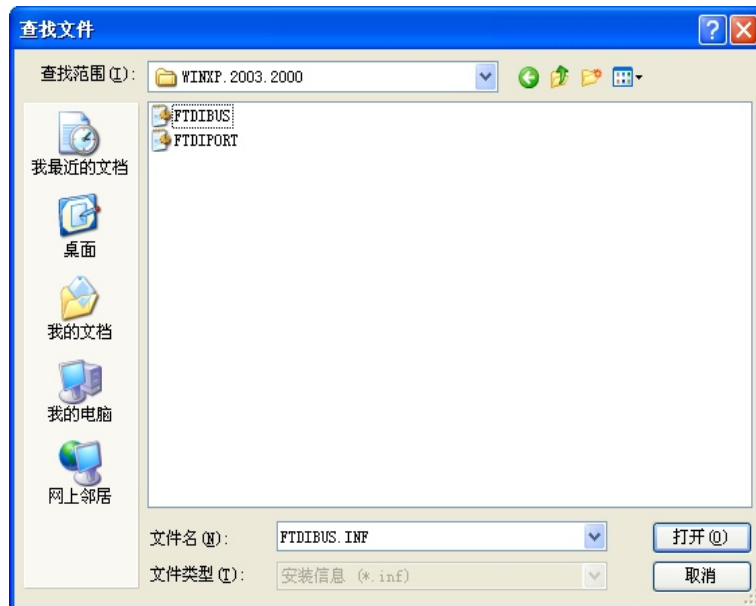 查找文件
查找范围(I):
WINXP.2003.2000
FTDIBUS
FTDIPORT
我最近的文档
桌面
我的文档
我的电脑
网上邻居
文件名(N):
FTDIBUS.INF
打开(O)
文件类型(T):
安装信息 (*.inf)
取消